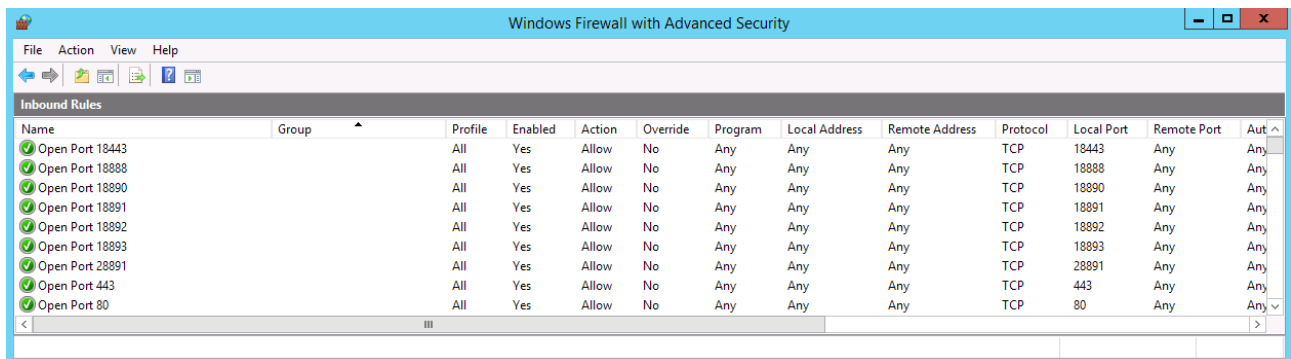 Windows Firewall with Advanced Security
File Action View Help
Inbound Rules
Name Group Profile Enabled Action Override Program Local Address Remote Address Protocol Local Port Remote Port Aut
Open Port 18443 All Yes Allow No Any Any Any TCP 18443 Any Any
Open Port 18888 All Yes Allow No Any Any Any TCP 18888 Any Any
Open Port 18890 All Yes Allow No Any Any Any TCP 18890 Any Any
Open Port 18891 All Yes Allow No Any Any Any TCP 18891 Any Any
Open Port 18892 All Yes Allow No Any Any Any TCP 18892 Any Any
Open Port 18893 All Yes Allow No Any Any Any TCP 18893 Any Any
Open Port 28891 All Yes Allow No Any Any Any TCP 28891 Any Any
Open Port 443 All Yes Allow No Any Any Any TCP 443 Any Any
Open Port 80 All Yes Allow No Any Any Any TCP 80 Any Any